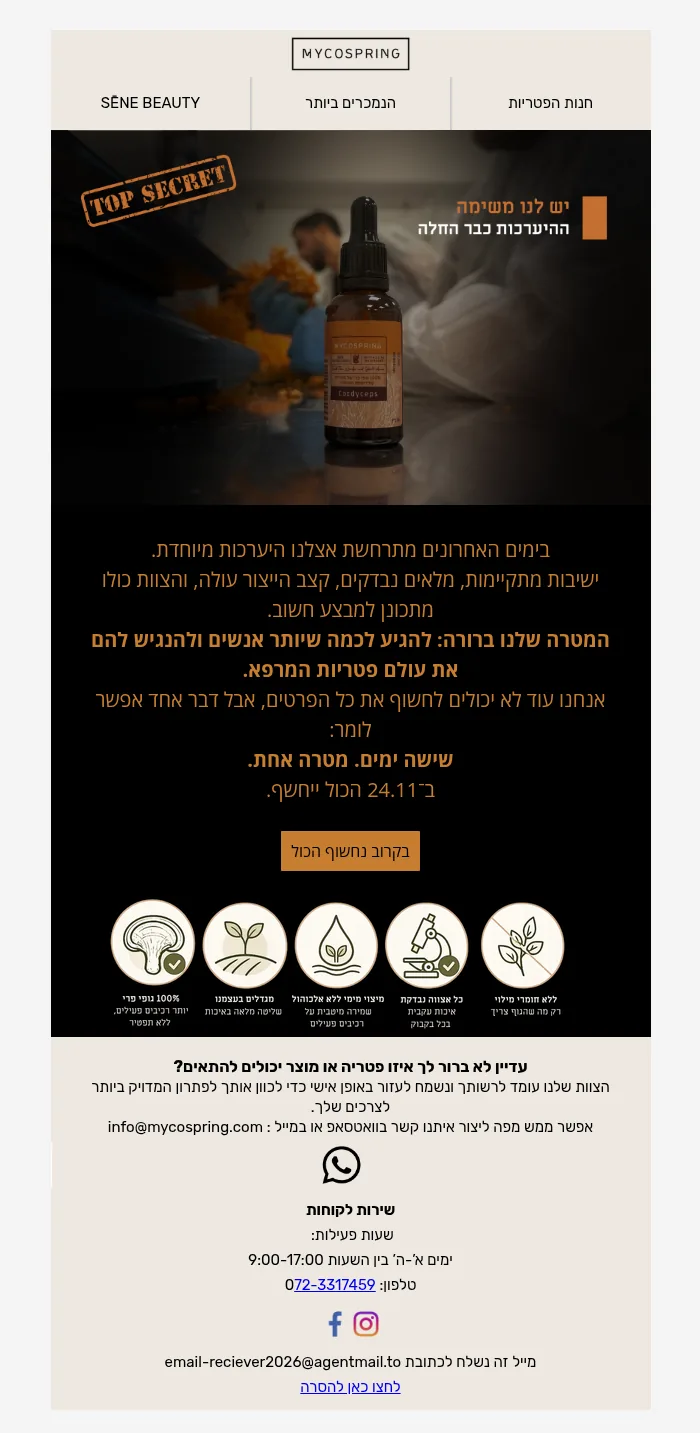 MYCOSPRING
חנות הפטריות
הנמכרים ביותר
SĒNE BEAUTY
TOP SECRET
יש לנו משימה
ההיערכות כבר החלה
MYCOSPRING
Cordyceps
בימים האחרונים מתרחשת אצלנו היערכות מיוחדת.
ישיבות מתקיימות, מלאים נבדקים, קצב הייצור עולה, והצוות כולו
מתכונן למבצע חשוב.
המטרה שלנו ברורה: להגיע לכמה שיותר אנשים ולהנגיש להם
את עולם פטריות המרפא.
אנחנו עוד לא יכולים לחשוף את כל הפרטים, אבל דבר אחד אפשר
לומר:
שישה ימים. מטרה אחת.
ב־24.11 הכול ייחשף.
בקרוב נחשוף הכול
ללא חומרי מילוי
רק מה שהגוף צריך
כל אצווה נבדקת
איכות עקבית
בכל בקבוק
מיצוי מימי ללא אלכוהול
שמירה מיטבית על
רכיבים פעילים
מגדלים בעצמנו
שליטה מלאה באיכות
100% גופי פרי
יותר רכיבים פעילים,
ללא תפטיר
עדיין לא ברור לך איזו פטריה או מוצר יכולים להתאים?
הצוות שלנו עומד לרשותך ונשמח לעזור באופן אישי כדי לכוון אותך לפתרון המדויק ביותר
לצרכים שלך.
אפשר ממש מפה ליצור איתנו קשר בוואטסאפ או במייל : info@mycospring.com
שירות לקוחות
שעות פעילות:
ימים א'-ה' בין השעות 9:00-17:00
טלפון: 072-3317459
מייל זה נשלח לכתובת email-reciever2026@agentmail.to
לחצו כאן להסרה